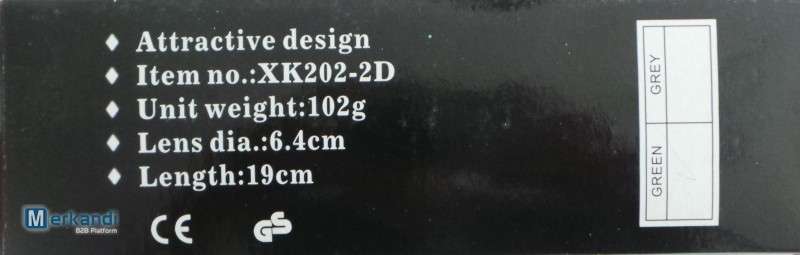 ♦ Attractive design
♦ Item no.:XK202-2D
♦ Unit weight:102g
♦ Lens dia.:6.4cm
♦ Length:19cm
GREY
GREEN
Merkandi
B2B Platform
CE GS